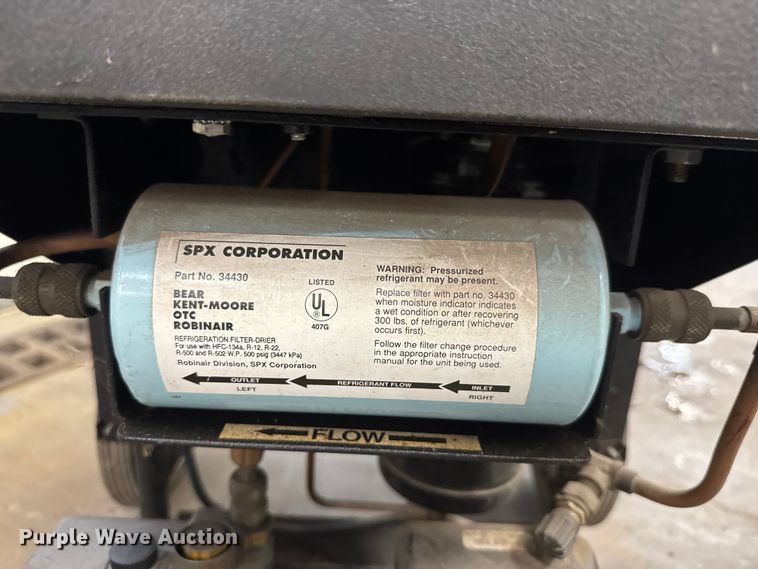 SPX CORPORATION
Part No. 34430
BEAR
KENT-MOORE
OTC
ROBINAIR
LISTED
UL
®
407G
REFRIGERATION FILTER-DRIER
For use with HFC-134a, R-12, R-22,
R-500 and R-502 W.P. 500 psig (3447 kPa)
Robinair Division, SPX Corporation
WARNING: Pressurized
refrigerant may be present.
Replace filter with part no. 34430
when moisture indicator indicates
a wet condition or after recovering
300 lbs. of refrigerant (whichever
occurs first).
Follow the filter change procedure
in the appropriate instruction
manual for the unit being used.
OUTLET REFRIGERANT FLOW INLET
LEFT RIGHT
FLOW
Purple Wave Auction